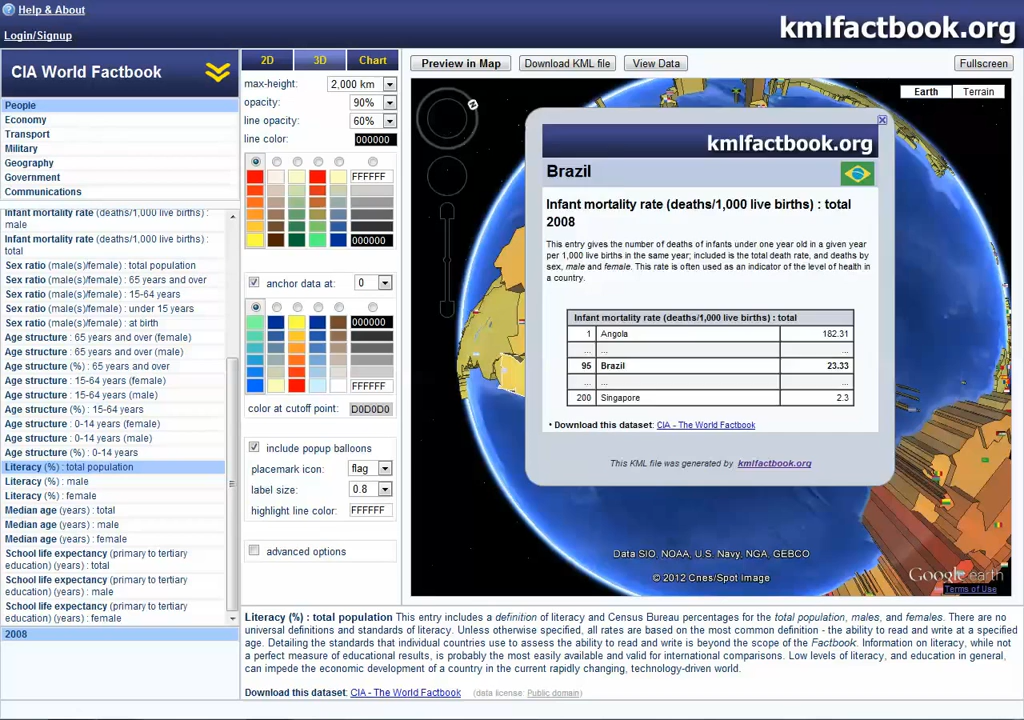 Help & About
Login/Signup
kmlfactbook.org
CIA World Factbook
People
Economy
Transport
Military
Geography
Government
Communications
Infant mortality rate (deaths/1,000 live births) :
male
Infant mortality rate (deaths/1,000 live births) :
total
Sex ratio (male(s)/female) : total population
Sex ratio (male(s)/female) : 65 years and over
Sex ratio (male(s)/female) : 15-64 years
Sex ratio (male(s)/female) : under 15 years
Sex ratio (male(s)/female) : at birth
Age structure : 65 years and over (female)
Age structure : 65 years and over (male)
Age structure (%) : 65 years and over
Age structure : 15-64 years (female)
Age structure : 15-64 years (male)
Age structure (%) : 15-64 years
Age structure : 0-14 years (female)
Age structure : 0-14 years (male)
Age structure (%) : 0-14 years
Literacy (%) : total population
Literacy (%) : male
Literacy (%) : female
Median age (years) : total
Median age (years) : male
Median age (years) : female
School life expectancy (primary to tertiary
education) (years) : total
School life expectancy (primary to tertiary
education) (years) : male
School life expectancy (primary to tertiary
education) (years) : female
2008
2D 3D Chart
max-height: 2,000 km
opacity: 90%
line opacity: 60%
line color: 000000
FFFFFF
000000
anchor data at: 0
000000
FFFFFF
color at cutoff point: D0D0D0
include popup balloons
placemark icon: flag
label size: 0.8
highlight line color: FFFFFF
advanced options
Preview in Map Download KML file View Data Fullscreen
Earth Terrain
kmlfactbook.org
Brazil
Infant mortality rate (deaths/1,000 live births) : total
2008
This entry gives the number of deaths of infants under one year old in a given year
per 1,000 live births in the same year; included is the total death rate, and deaths by
sex, male and female. This rate is often used as an indicator of the level of health in
a country.
Infant mortality rate (deaths/1,000 live births) : total
1 Angola 182.31
... ... ...
95 Brazil 23.33
... ... ...
200 Singapore 2.3
• Download this dataset: CIA - The World Factbook
This KML file was generated by kmlfactbook.org
Data SIO, NOAA, U.S. Navy, NGA, GEBCO
© 2012 Cnes/Spot Image
Google earth
Terms of Use
Literacy (%) : total population This entry includes a definition of literacy and Census Bureau percentages for the total population, males, and females. There are no
universal definitions and standards of literacy. Unless otherwise specified, all rates are based on the most common definition - the ability to read and write at a specified
age. Detailing the standards that individual countries use to assess the ability to read and write is beyond the scope of the Factbook. Information on literacy, while not
a perfect measure of educational results, is probably the most easily available and valid for international comparisons. Low levels of literacy, and education in general,
can impede the economic development of a country in the current rapidly changing, technology-driven world.
Download this dataset: CIA - The World Factbook (data license: Public domain)